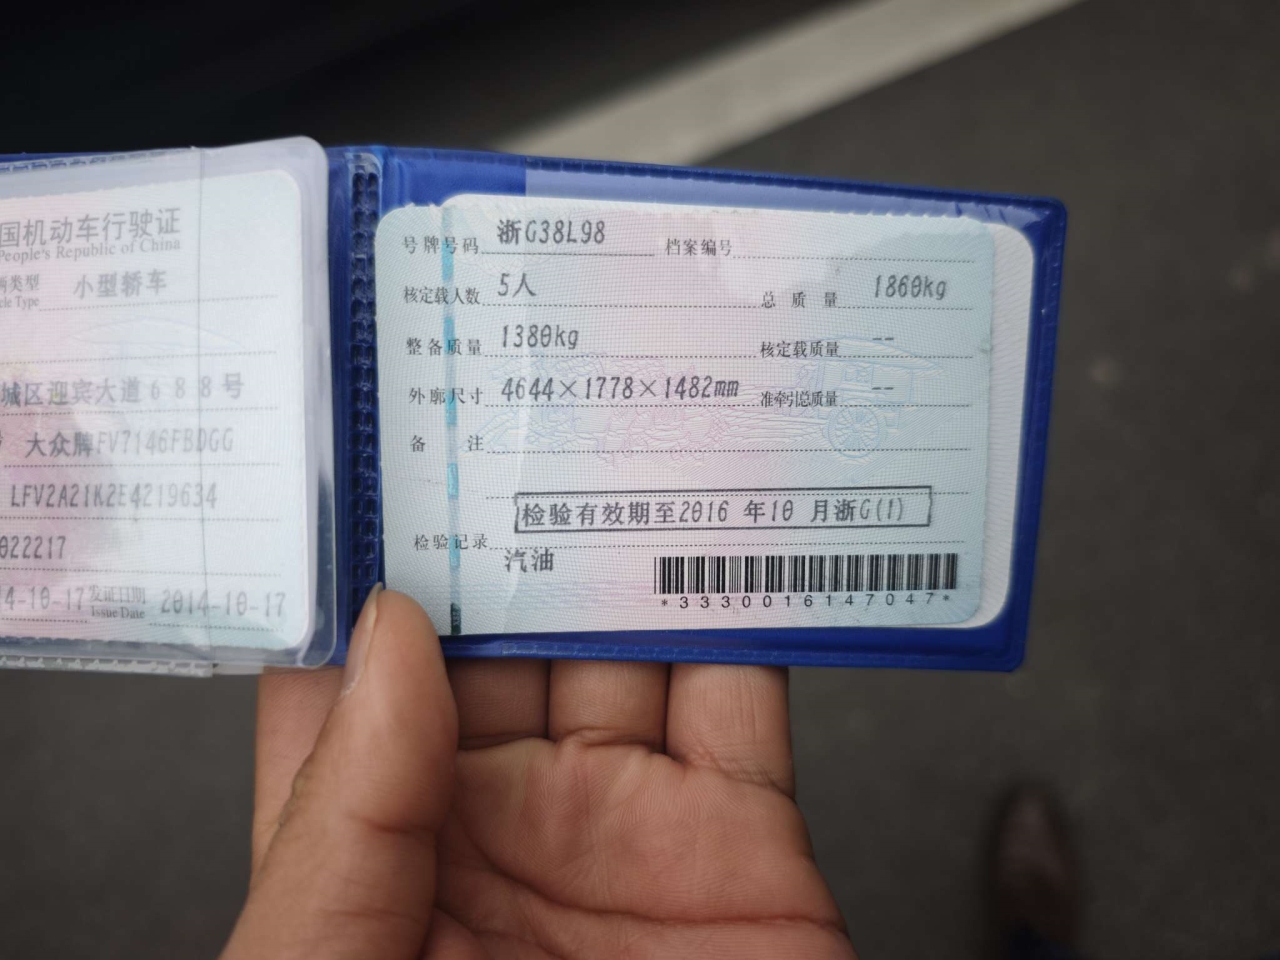 国机动车行驶证
People's Republic of China
类型 小型轿车
Type
城区迎宾大道688号
大众牌FV7146FBDGG
LFV2A21K2E4219634
022217
4-10-17 发证日期 2014-10-17
Issue Date
号牌号码 浙G38L98 档案编号
核定载人数 5人 总质量 1860kg
整备质量 1380kg 核定载质量 --
外廓尺寸 4644×1778×1482mm 准牵引总质量 --
备注
检验有效期至2016 年10 月浙G(1)
检验记录
汽油
*3330016147047*